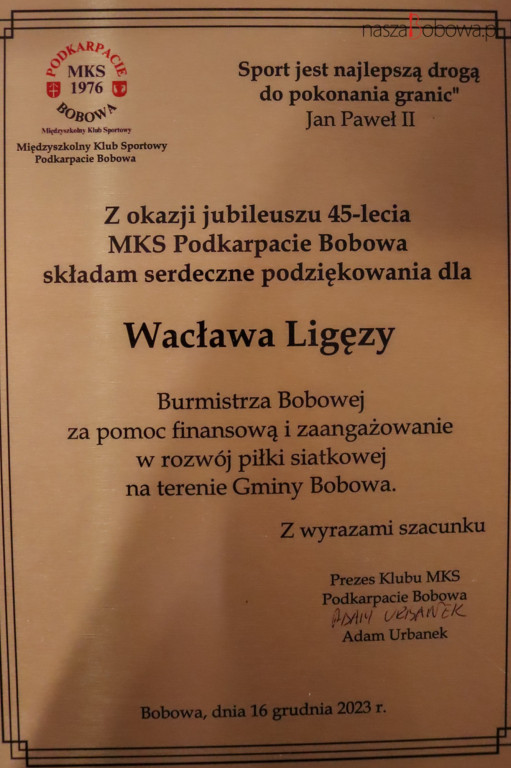 naszaBobowa.pl
PODKARPACIE
MKS
1976
BOBOWA
Międzyszkolny Klub Sportowy
Międzyszkolny Klub Sportowy
Podkarpacie Bobowa
Sport jest najlepszą drogą
do pokonania granic"
Jan Paweł II
Z okazji jubileuszu 45-lecia
MKS Podkarpacie Bobowa
składam serdeczne podziękowania dla
Wacława Ligęzy
Burmistrza Bobowej
za pomoc finansową i zaangażowanie
w rozwój piłki siatkowej
na terenie Gminy Bobowa.
Z wyrazami szacunku
Prezes Klubu MKS
Podkarpacie Bobowa
ADAM URBANEK
Adam Urbanek
Bobowa, dnia 16 grudnia 2023 r.